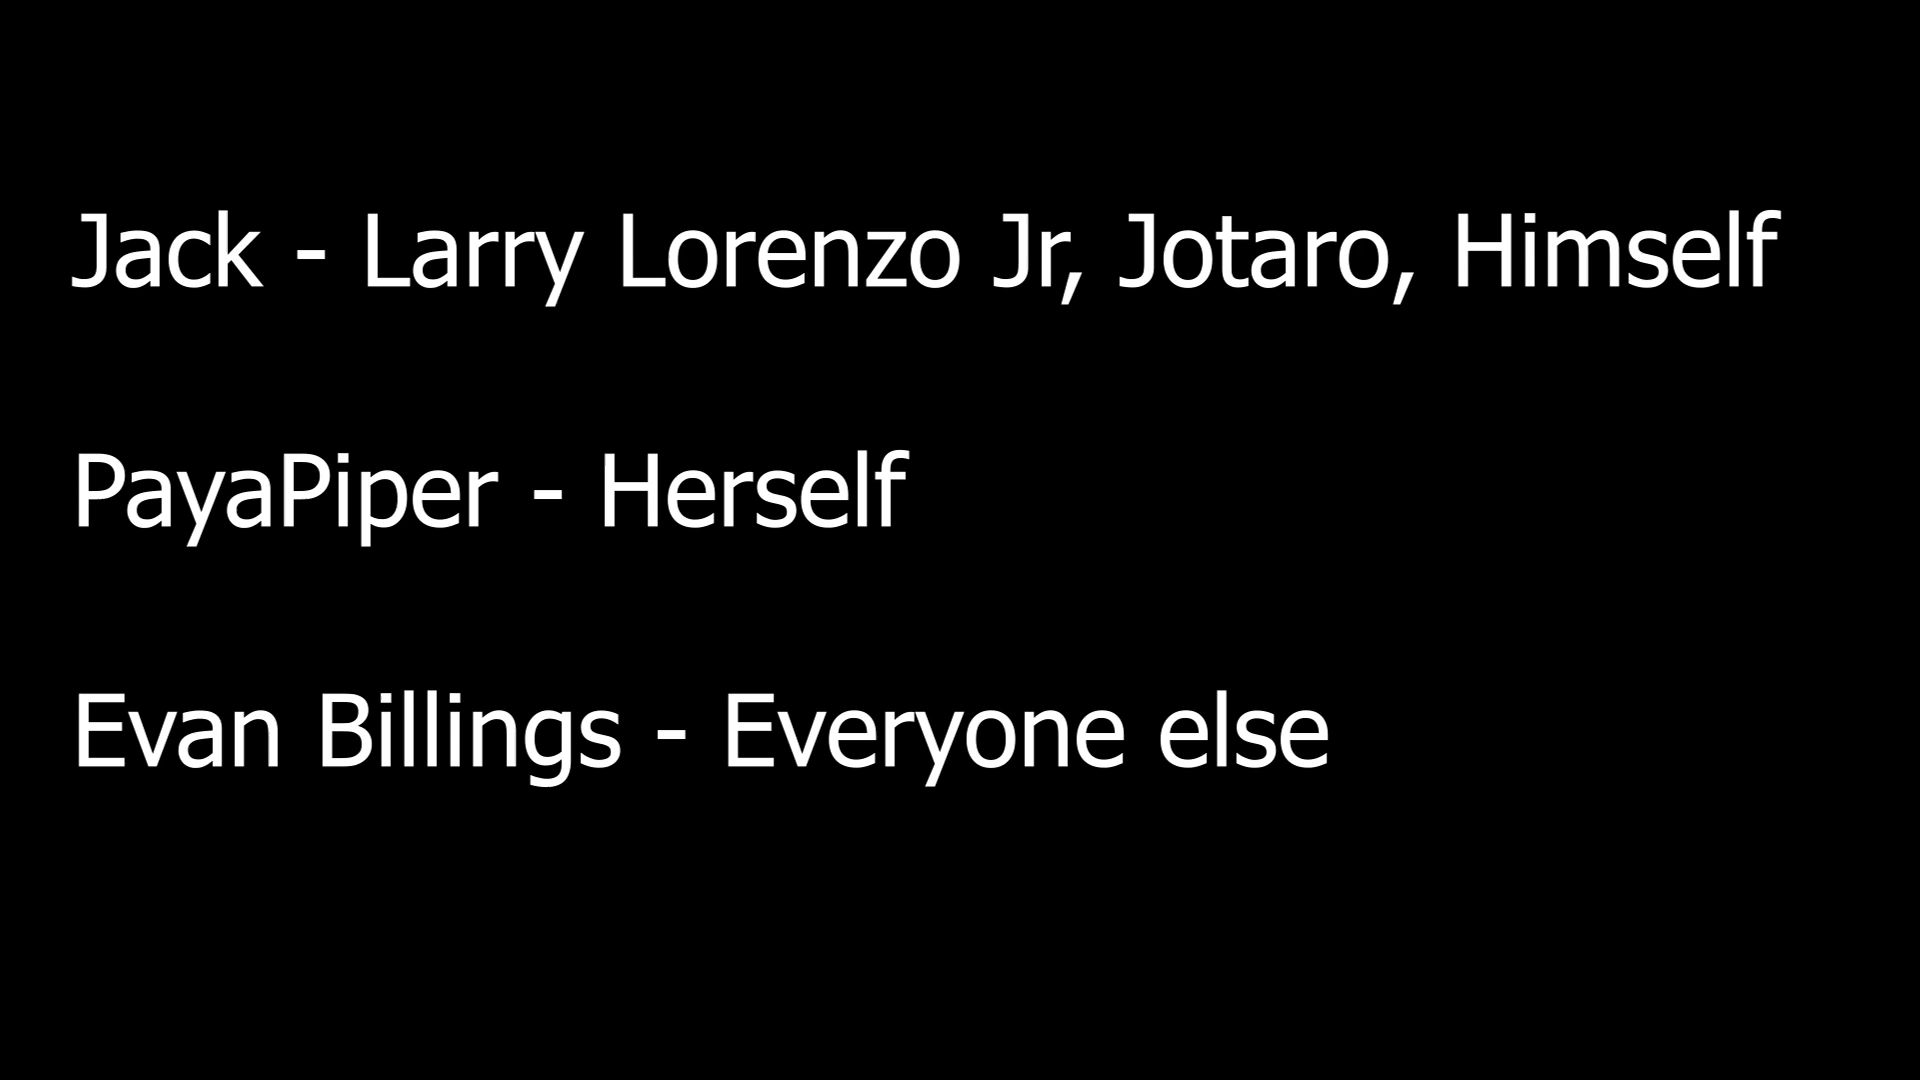 Jack - Larry Lorenzo Jr, Jotaro, Himself
PayaPiper - Herself
Evan Billings - Everyone else